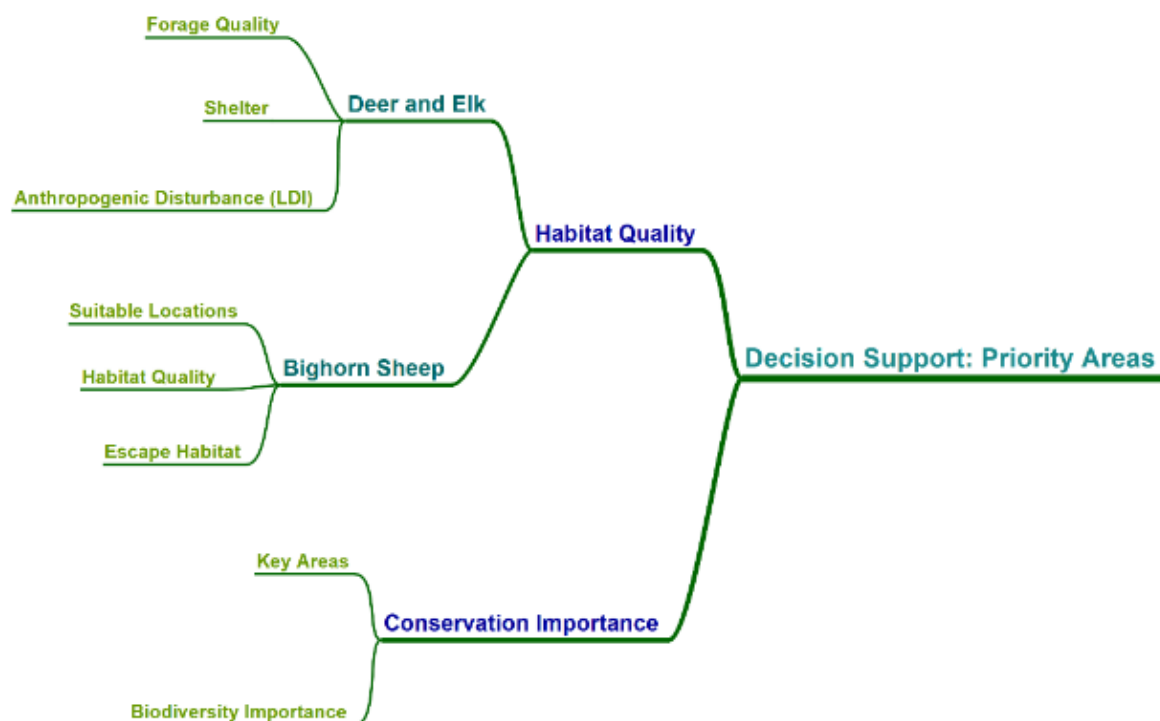 Forage Quality
Deer and Elk
Shelter
Anthropogenic Disturbance (LDI)
Habitat Quality
Suitable Locations
Decision Support: Priority Areas
Bighorn Sheep
Habitat Quality
Escape Habitat
Key Areas
Conservation Importance
Biodiversity Importance